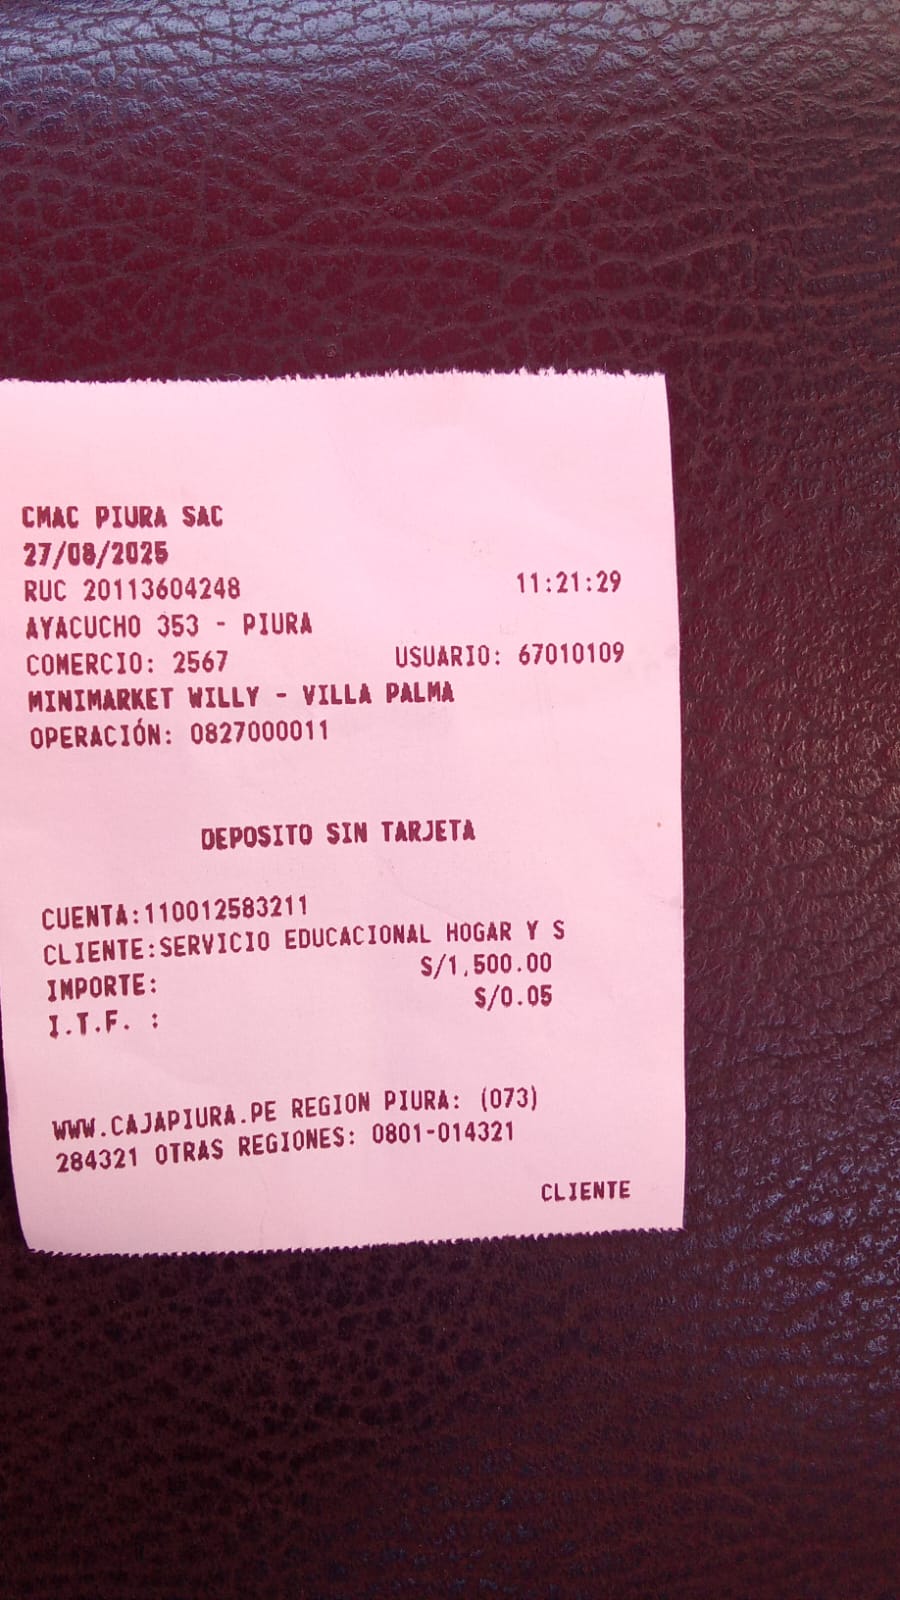 CMAC PIURA SAC
27/08/2025
RUC 20113604248 11:21:29
AYACUCHO 353 - PIURA
COMERCIO: 2567 USUARIO: 67010109
MINIMARKET WILLY - VILLA PALMA
OPERACIÓN: 0827000011
DEPOSITO SIN TARJETA
CUENTA:110012583211
CLIENTE:SERVICIO EDUCACIONAL HOGAR Y S
IMPORTE: S/1,500.00
I.T.F. : S/0.05
WWW.CAJAPIURA.PE REGION PIURA: (073)
284321 OTRAS REGIONES: 0801-014321
CLIENTE